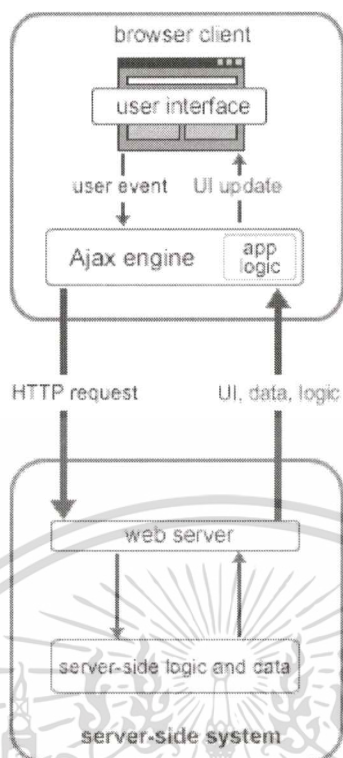 browser client
user interface
user event UI update
Ajax engine app logic
HTTP request UI, data, logic
web server
server-side logic and data
server-side system